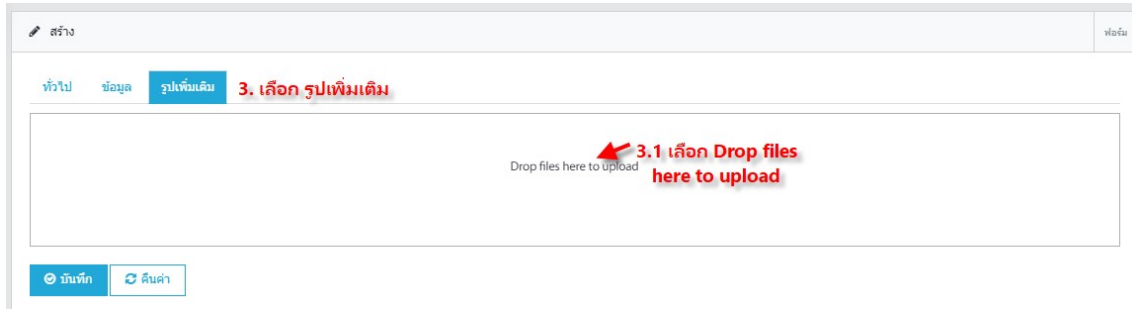 สร้าง
ฟอร์ม
ทั่วไป ข้อมูล รูปเพิ่มเติม 3. เลือก รูปเพิ่มเติม
Drop files here to upload
3.1 เลือก Drop files
here to upload
บันทึก คืนค่า